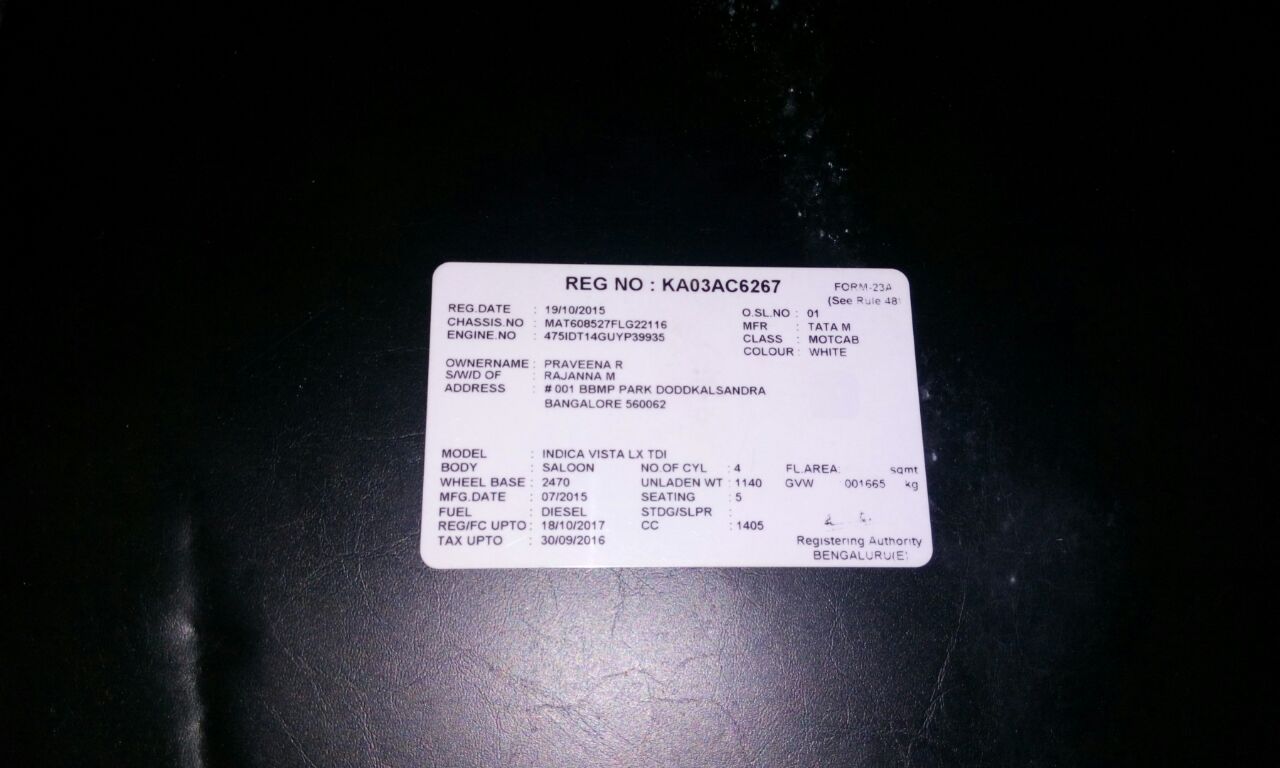 REG NO : KA03AC6267
FORM-23A
(See Rule 48)
REG.DATE : 19/10/2015
O.SL.NO : 01
CHASSIS.NO : MAT608527FLG22116
MFR : TATA M
ENGINE.NO : 475IDT14GUYP39935
CLASS : MOTCAB
COLOUR : WHITE
OWNERNAME : PRAVEENA R
S/W/D OF : RAJANNA M
ADDRESS : # 001 BBMP PARK DODDKALSANDRA
BANGALORE 560062
MODEL : INDICA VISTA LX TDI
BODY : SALOON NO.OF CYL : 4 FL.AREA: sqmt
WHEEL BASE : 2470 UNLADEN WT : 1140 GVW 001665 kg
MFG.DATE : 07/2015 SEATING : 5
FUEL : DIESEL STDG/SLPR :
REG/FC UPTO : 18/10/2017 CC : 1405
TAX UPTO : 30/09/2016
Registering Authority
BENGALURU(E)